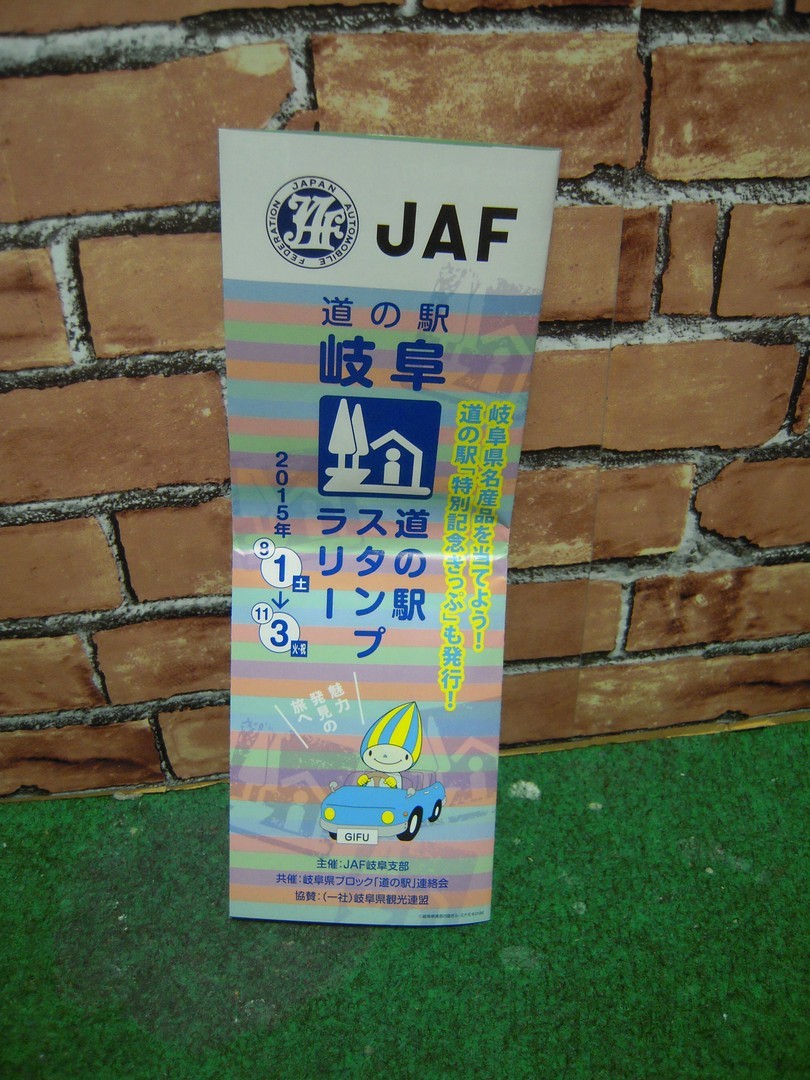 JAPAN AUTOMOBILE FEDERATION
JAF
JAF
道の駅
岐阜
岐阜県名産品を当てよう!
道の駅「特別記念きっぷ」も発行!
道の駅
スタンプ
ラリー
2015年
8
1土
↓
11
3火・祝
魅力
発見の
旅へ
GIFU
主催:JAF岐阜支部
共催:岐阜県ブロック「道の駅」連絡会
協賛:(一社)岐阜県観光連盟